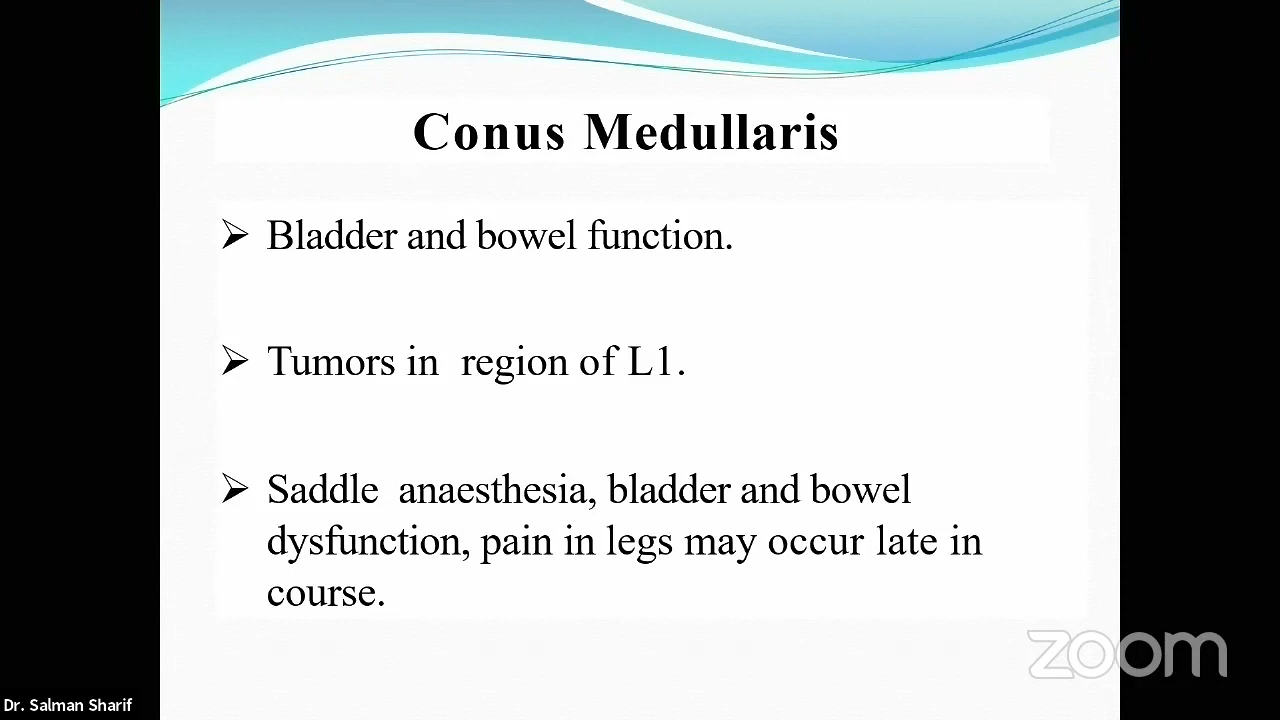 Conus Medullaris
Bladder and bowel function.
Tumors in region of L1.
Saddle anaesthesia, bladder and bowel
dysfunction, pain in legs may occur late in
course.
zoom
Dr. Salman Sharif